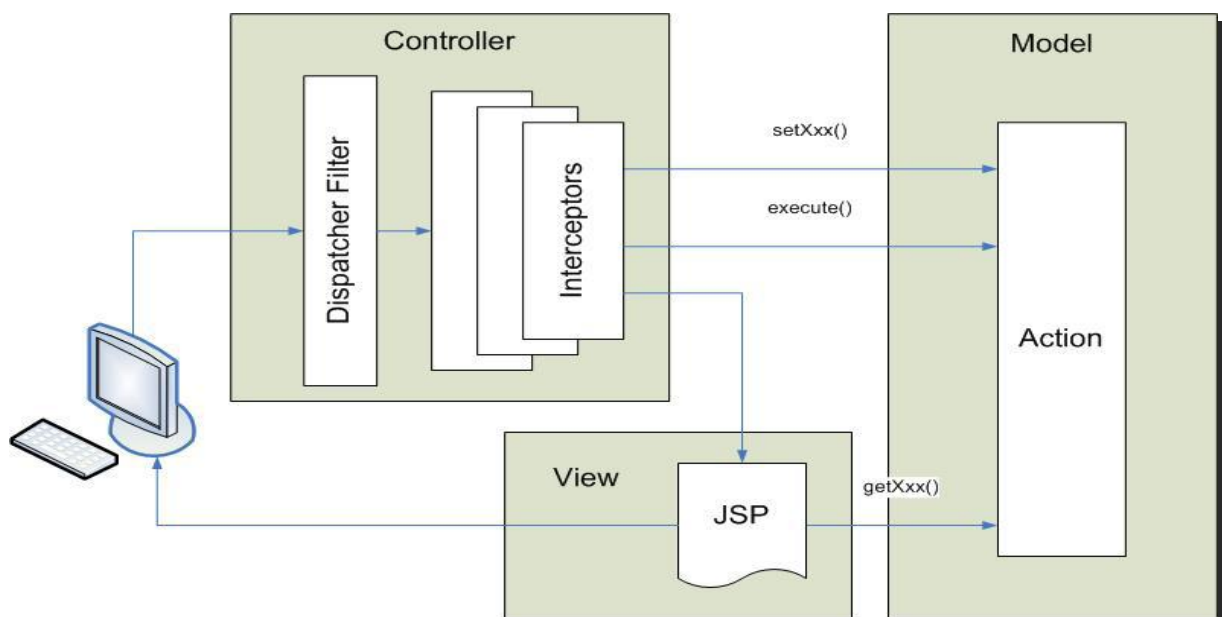 Controller
Model
Dispatcher Filter
Interceptors
setXxx()
execute()
Action
View
JSP
getXxx()